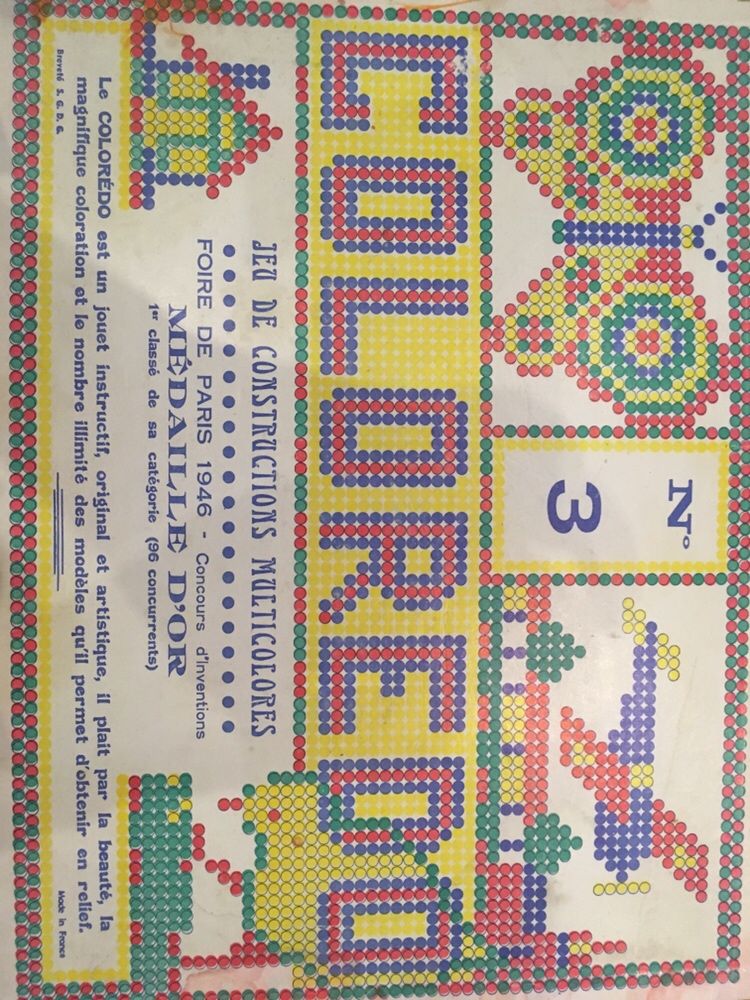 N° 3
COLOREDO
JEU DE CONSTRUCTIONS MULTICOLORES
FOIRE DE PARIS 1946 - Concours d'Inventions
MÉDAILLE D'OR
1er classé de sa catégorie (96 concurrents)
Le COLORÉDO est un jouet instructif, original et artistique, il plait par la beauté, la
magnifique coloration et le nombre illimité des modèles qu'il permet d'obtenir en relief.
Breveté S. G. D. G.
Made in France